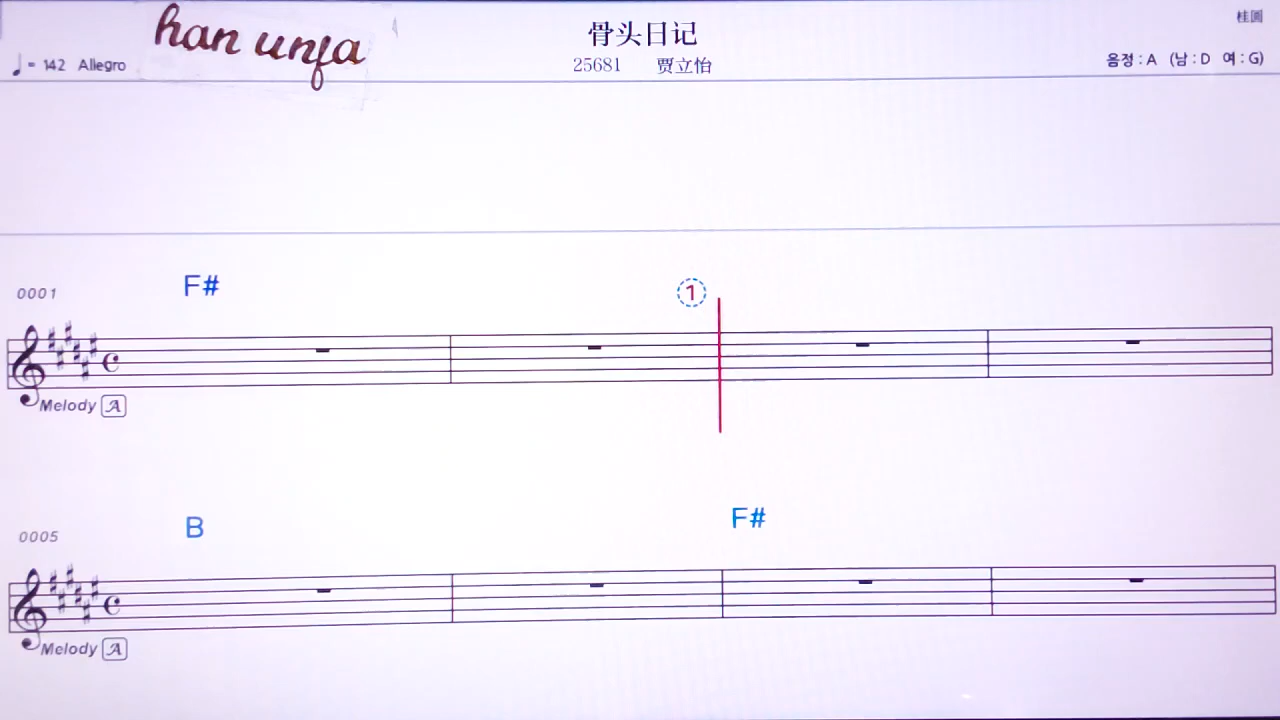 han unfa
骨头日记
桂圆
♩= 142 Allegro
25681 贾立怡
음정 : A (남 : D 여 : G)
0001
F#
1
Melody A
0005
B
F#
Melody A